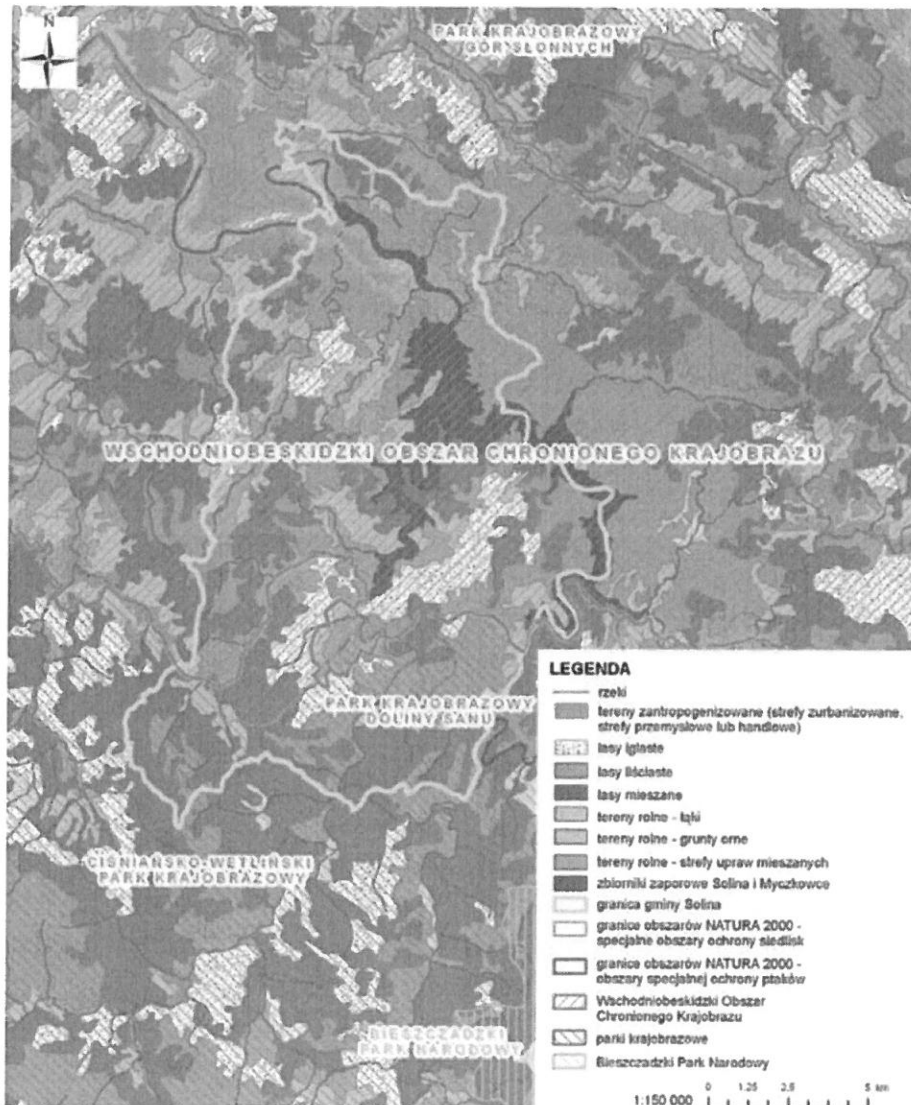 N
PARK KRAJOBRAZOWY
GÓR SŁONNYCH
WSCHODNIOBESKIDZKI OBSZAR CHRONIONEGO KRAJOBRAZU
PARK KRAJOBRAZOWY
DOLINY SANU
CIŚNIAŃSKO-WETLIŃSKI
PARK KRAJOBRAZOWY
BIESZCZADZKI
PARK NARODOWY
LEGENDA
rzeki
tereny zantropogenizowane (strefy zurbanizowane,
strefy przemysłowe lub handlowe)
lasy iglaste
lasy liściaste
lasy mieszane
tereny rolne - łąki
tereny rolne - grunty orne
tereny rolne - strefy upraw mieszanych
zbiorniki zaporowe Solina i Myczkowce
granica gminy Solina
granice obszarów NATURA 2000 -
specjalne obszary ochrony siedlisk
granice obszarów NATURA 2000 -
obszary specjalnej ochrony ptaków
Wschodniobeskidzki Obszar
Chronionego Krajobrazu
parki krajobrazowe
Bieszczadzki Park Narodowy
1:150 000 0 1.25 2.5 5 km